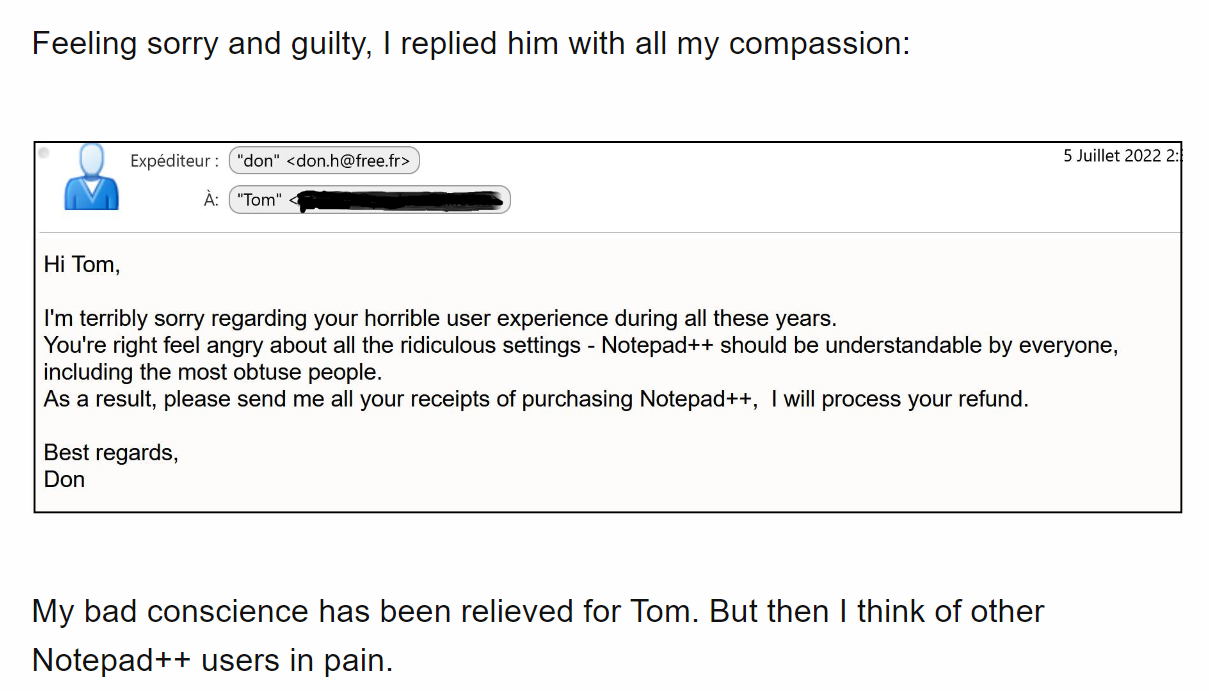 Feeling sorry and guilty, I replied him with all my compassion:
Expéditeur : "don" <don.h@free.fr>
5 Juillet 2022 2:
À: "Tom" <
Hi Tom,
I'm terribly sorry regarding your horrible user experience during all these years.
You're right feel angry about all the ridiculous settings - Notepad++ should be understandable by everyone,
including the most obtuse people.
As a result, please send me all your receipts of purchasing Notepad++,  I will process your refund.
Best regards,
Don
My bad conscience has been relieved for Tom. But then I think of other
Notepad++ users in pain.